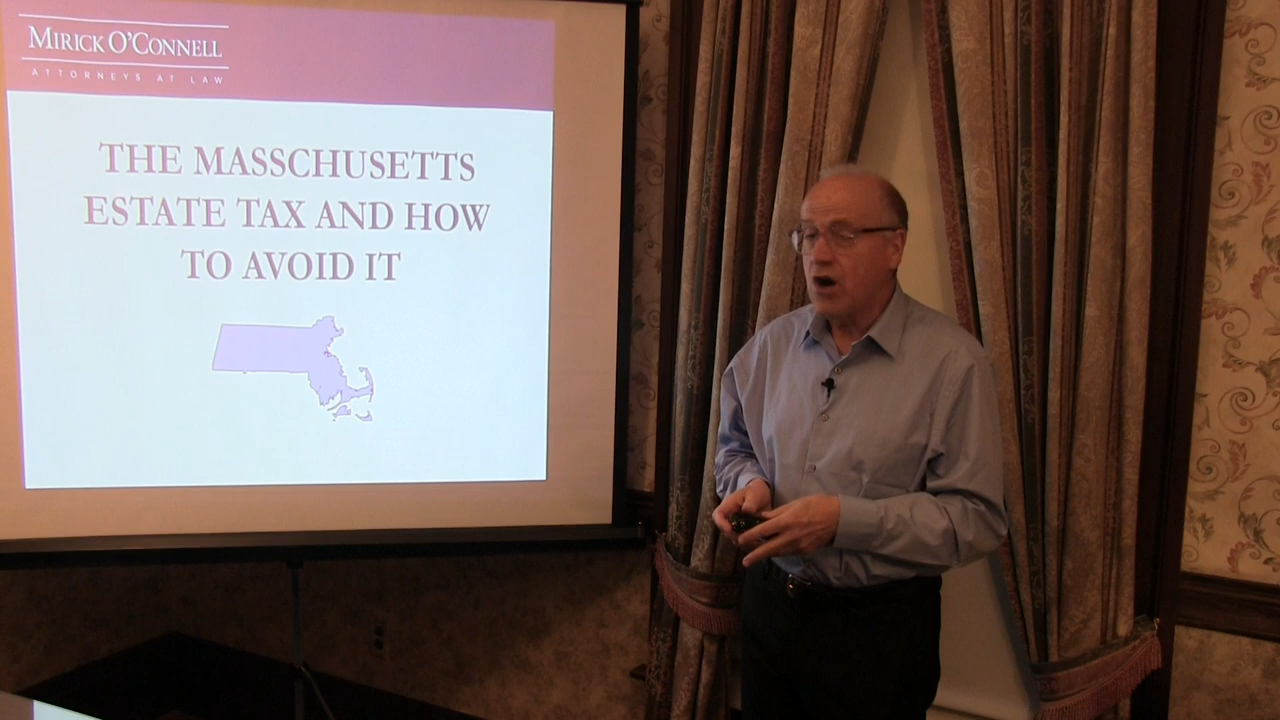 MIRICK O'CONNELL
ATTORNEYS AT LAW
THE MASSCHUSETTS
ESTATE TAX AND HOW
TO AVOID IT